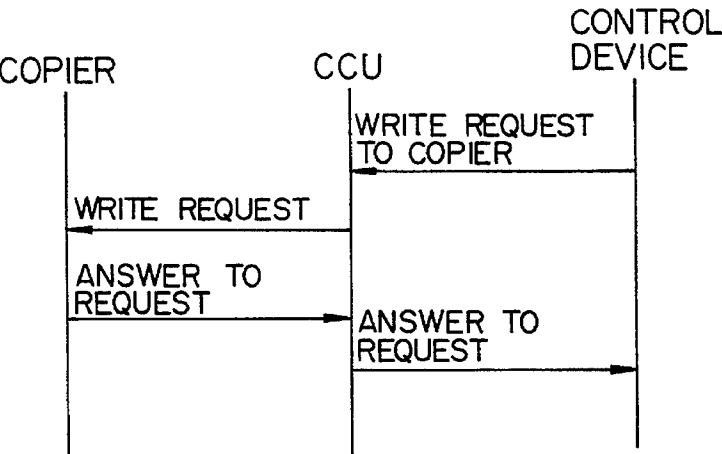 CONTROL
DEVICE
COPIER
CCU
WRITE REQUEST
TO COPIER
WRITE REQUEST
ANSWER TO
REQUEST
ANSWER TO
REQUEST